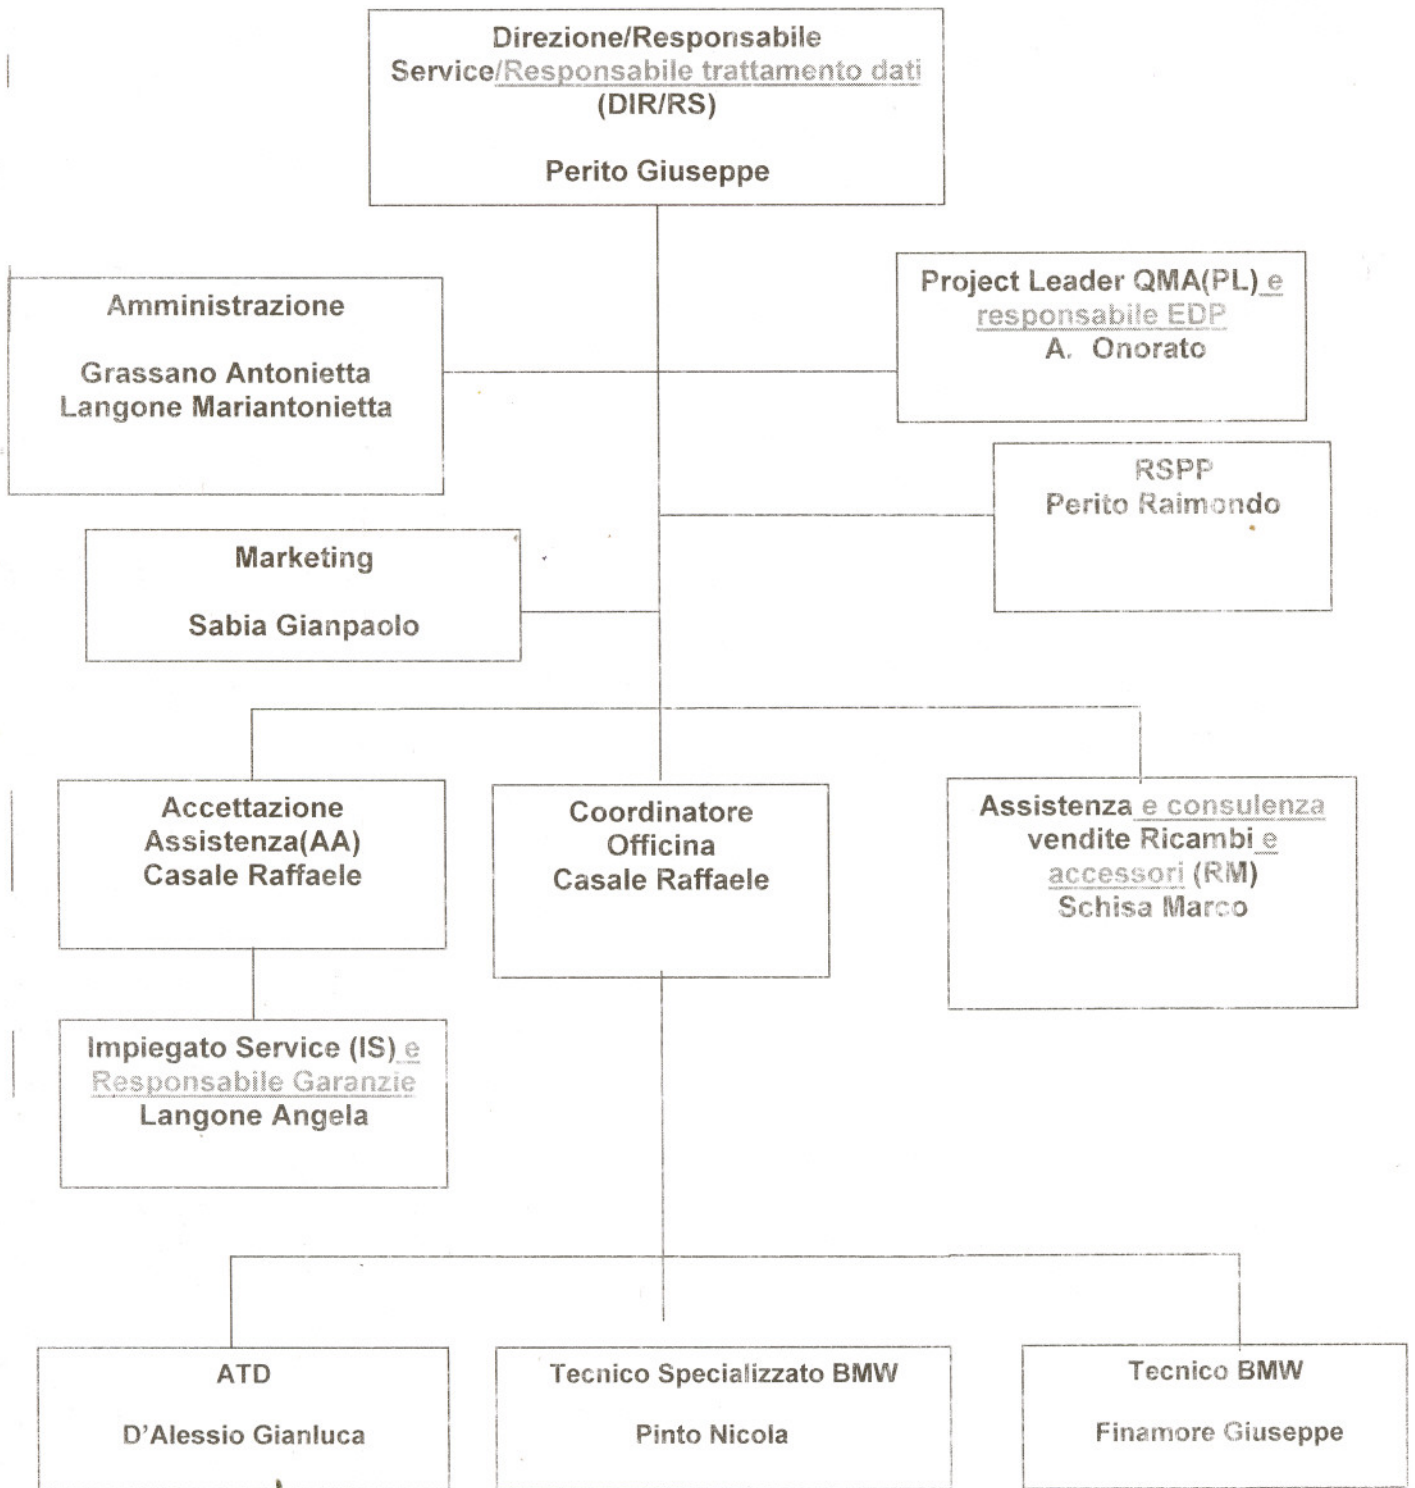 Direzione/Responsabile
Service/Responsabile trattamento dati
(DIR/RS)
Perito Giuseppe
Amministrazione
Grassano Antonietta
Langone Mariantonietta
Project Leader QMA(PL) e
responsabile EDP
A. Onorato
RSPP
Perito Raimondo
Marketing
Sabia Gianpaolo
Accettazione
Assistenza(AA)
Casale Raffaele
Coordinatore
Officina
Casale Raffaele
Assistenza e consulenza
vendite Ricambi e
accessori (RM)
Schisa Marco
Impiegato Service (IS) e
Responsabile Garanzie
Langone Angela
ATD
D'Alessio Gianluca
Tecnico Specializzato BMW
Pinto Nicola
Tecnico BMW
Finamore Giuseppe